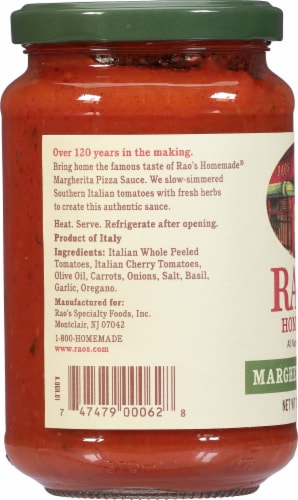 Over 120 years in the making.
Bring home the famous taste of Rao's Homemade®
Margherita Pizza Sauce. We slow-simmered
Southern Italian tomatoes with fresh herbs
to create this authentic sauce.
Heat. Serve. Refrigerate after opening.
Product of Italy
Ingredients: Italian Whole Peeled
Tomatoes, Italian Cherry Tomatoes,
Olive Oil, Carrots, Onions, Salt, Basil,
Garlic, Oregano.
Manufactured for:
Rao's Specialty Foods, Inc.
Montclair, NJ 07042
1-800-HOMEMADE
www.raos.com
7 47479 00062 8
RAOS
RA
HOM
MARGHE
NET WT